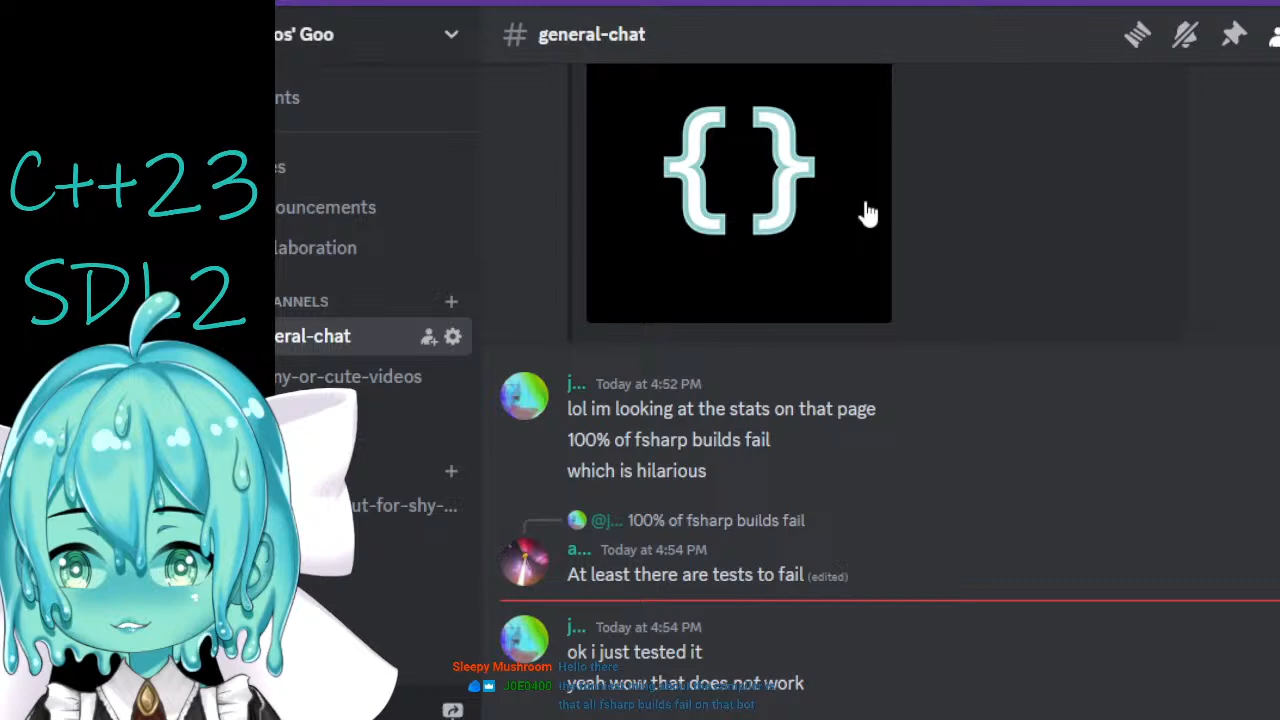 os' Goo
# general-chat
nts
{}
C++23
es
ouncements
laboration
SDL2
ANNELS
eral-chat
ny-or-cute-videos
j... Today at 4:52 PM
lol im looking at the stats on that page
100% of fsharp builds fail
which is hilarious
ut-for-shy-...
@j... 100% of fsharp builds fail
a... Today at 4:54 PM
At least there are tests to fail (edited)
j... Today at 4:54 PM
ok i just tested it
Sleepy Mushroom Hello there
yeah wow that does not work
J0E0400
that all fsharp builds fail on that bot